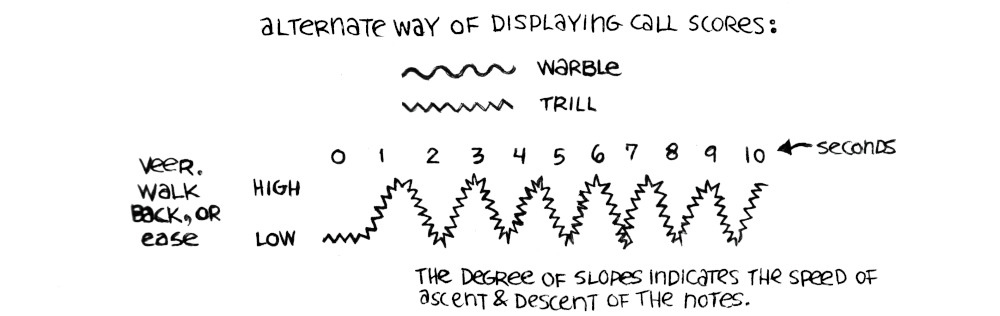 ALTERNATE WAY OF DISPLAYING CALL SCORES:
WARBLE
TRILL
0 1 2 3 4 5 6 7 8 9 10 ← SECONDS
VEER.
WALK
BACK, OR
EASE
HIGH
LOW
THE DEGREE OF SLOPES INDICATES THE SPEED OF
ASCENT & DESCENT OF THE NOTES.